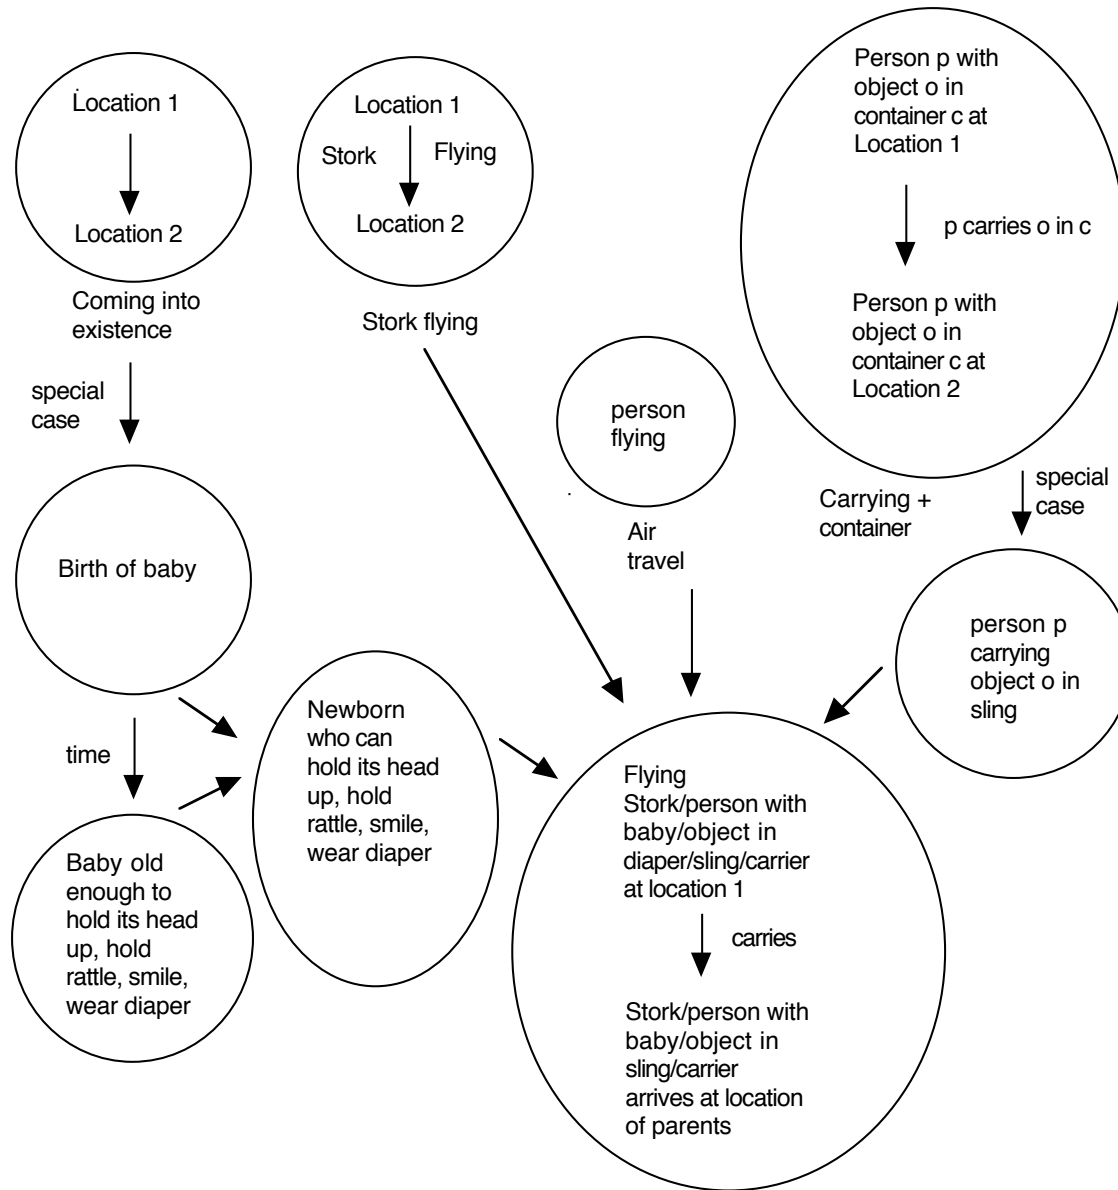 Location 1
Location 2
Coming into
existence
special
case
Birth of baby
time
Baby old
enough to
hold its head
up, hold
rattle, smile,
wear diaper
Newborn
who can
hold its head
up, hold
rattle, smile,
wear diaper
Location 1
Stork
Flying
Location 2
Stork flying
person
flying
Air
travel
Person p with
object o in
container c at
Location 1
p carries o in c
Person p with
object o in
container c at
Location 2
Carrying +
container
special
case
person p
carrying
object o in
sling
Flying
Stork/person with
baby/object in
diaper/sling/carrier
at location 1
carries
Stork/person with
baby/object in
sling/carrier
arrives at location
of parents